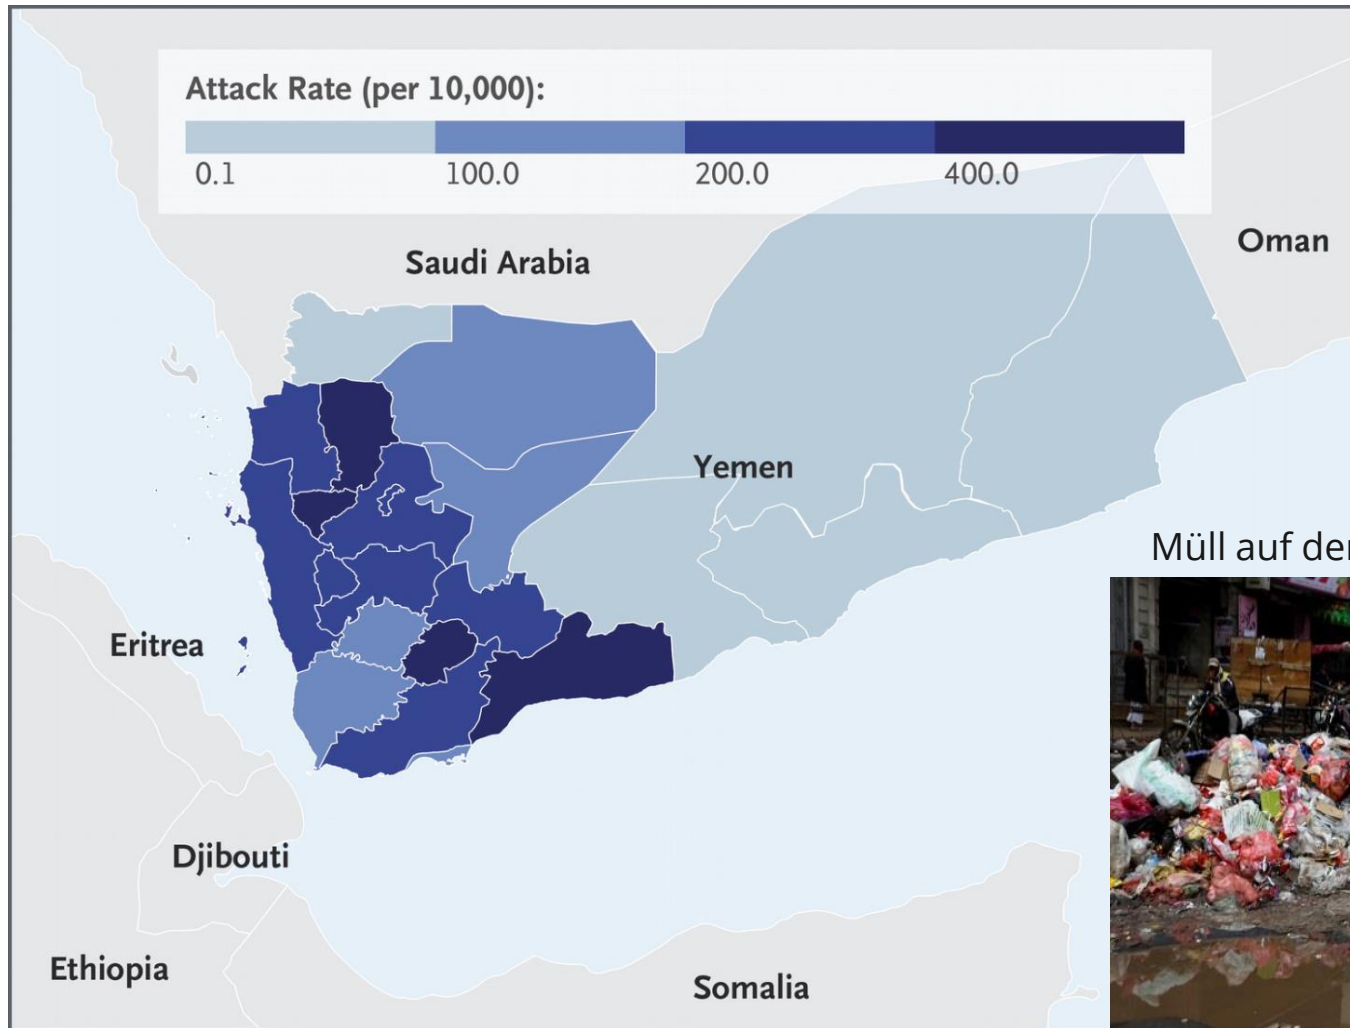 Attack Rate (per 10,000):
0.1 100.0 200.0 400.0
Saudi Arabia
Oman
Yemen
Müll auf der
Eritrea
Djibouti
Ethiopia
Somalia